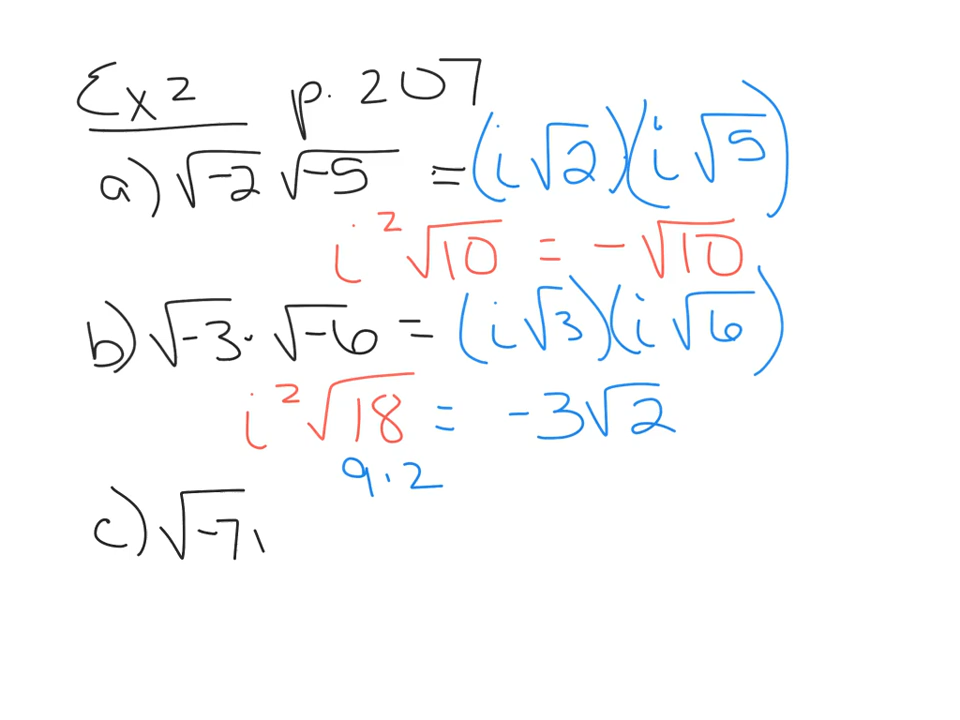 Ex 2 p. 207
a) √-2 √-5 = (i √2)(i √5)
i² √10 = -√10
b) √-3 · √-6 = (i √3)(i √6)
i² √18 = -3√2
9 · 2
c) √-7